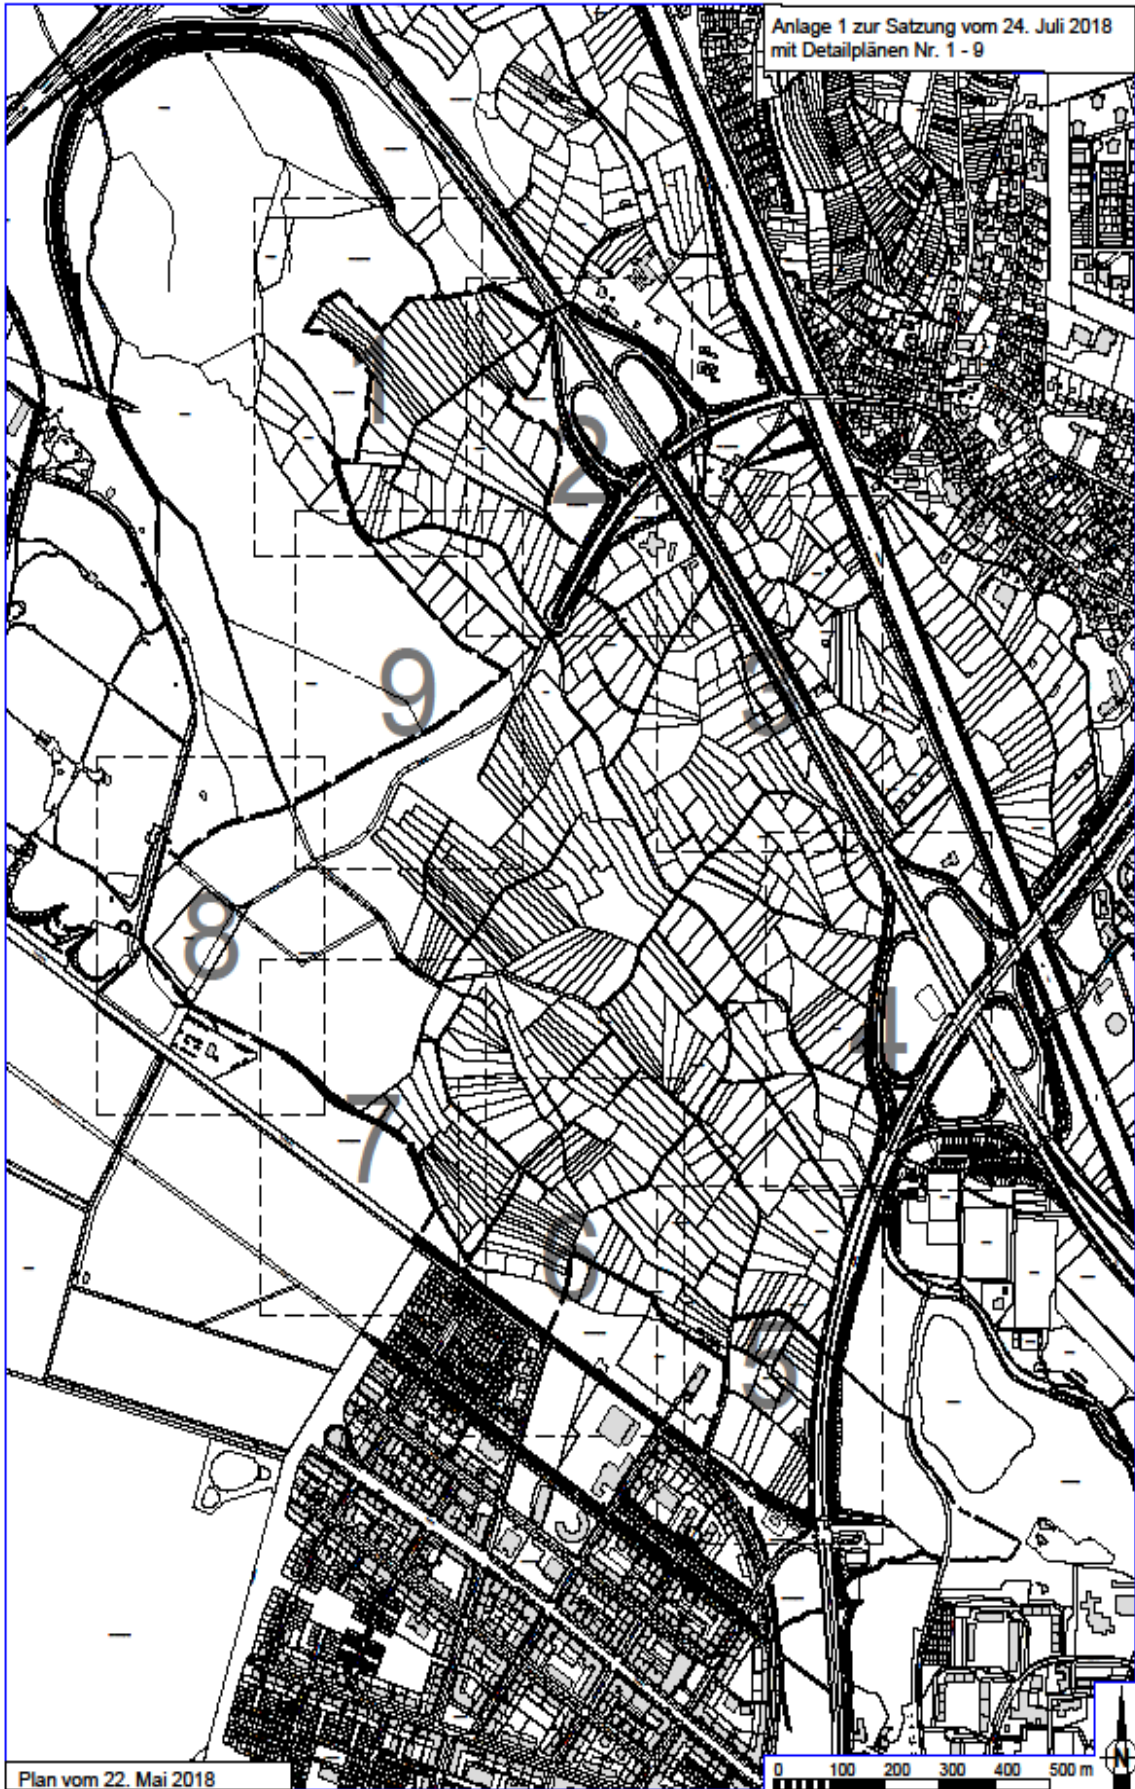 Anlage 1 zur Satzung vom 24. Juli 2018
mit Detailplänen Nr. 1 - 9
1
2
3
9
8
4
7
6
5
Plan vom 22. Mai 2018
0 100 200 300 400 500 m
N